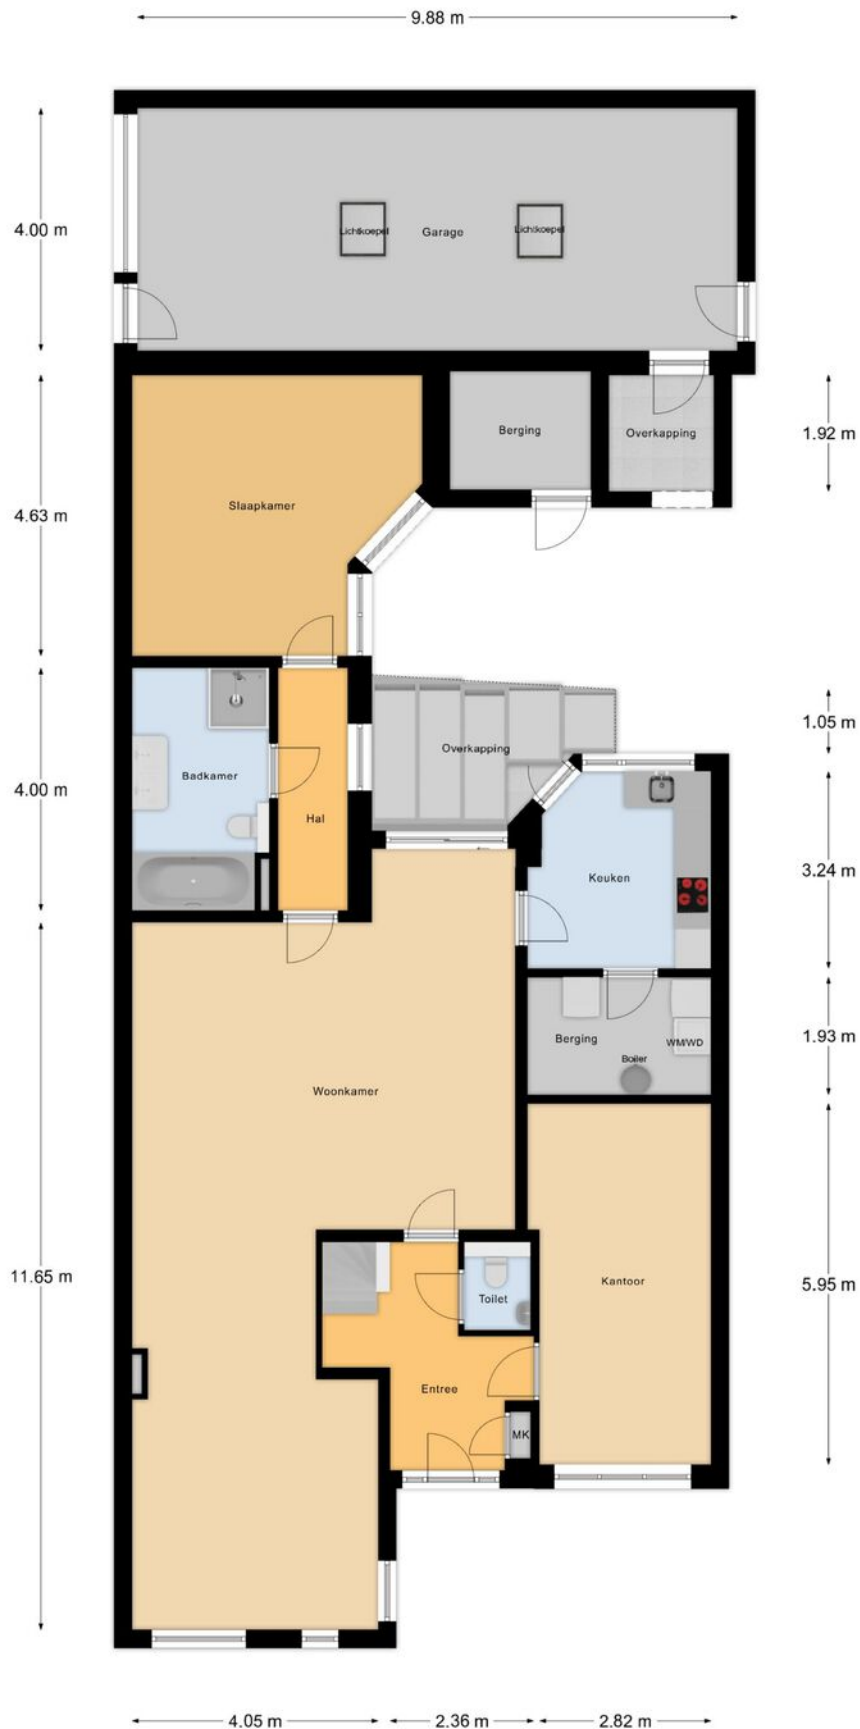 9.88 m
4.00 m
Lichtkoepel
Garage
Lichtkoepel
Berging
Overkapping
1.92 m
Slaapkamer
4.63 m
1.05 m
Overkapping
Badkamer
4.00 m
Hal
Keuken
3.24 m
Berging
WM/WD
1.93 m
Boiler
Woonkamer
11.65 m
Kantoor
5.95 m
Toilet
Entree
MK
4.05 m
2.36 m
2.82 m